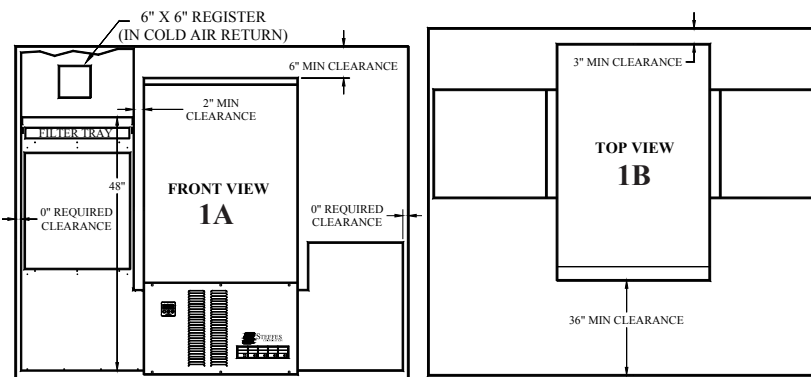 6" X 6" REGISTER
(IN COLD AIR RETURN)
6" MIN CLEARANCE
2" MIN
CLEARANCE
FILTER TRAY
48"
FRONT VIEW
1A
0" REQUIRED
CLEARANCE
0" REQUIRED
CLEARANCE
STEFFES
3" MIN CLEARANCE
TOP VIEW
1B
36" MIN CLEARANCE